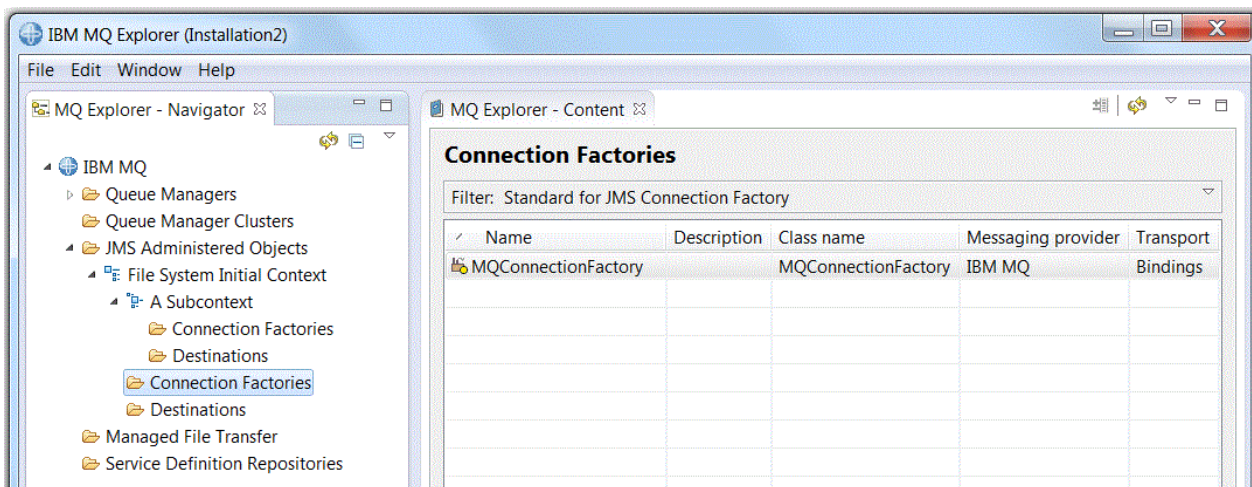 IBM MQ Explorer (Installation2)
File Edit Window Help
MQ Explorer - Navigator
IBM MQ
Queue Managers
Queue Manager Clusters
JMS Administered Objects
File System Initial Context
A Subcontext
Connection Factories
Destinations
Connection Factories
Destinations
Managed File Transfer
Service Definition Repositories
MQ Explorer - Content
Connection Factories
Filter: Standard for JMS Connection Factory
Name Description Class name Messaging provider Transport
MQConnectionFactory MQConnectionFactory IBM MQ Bindings